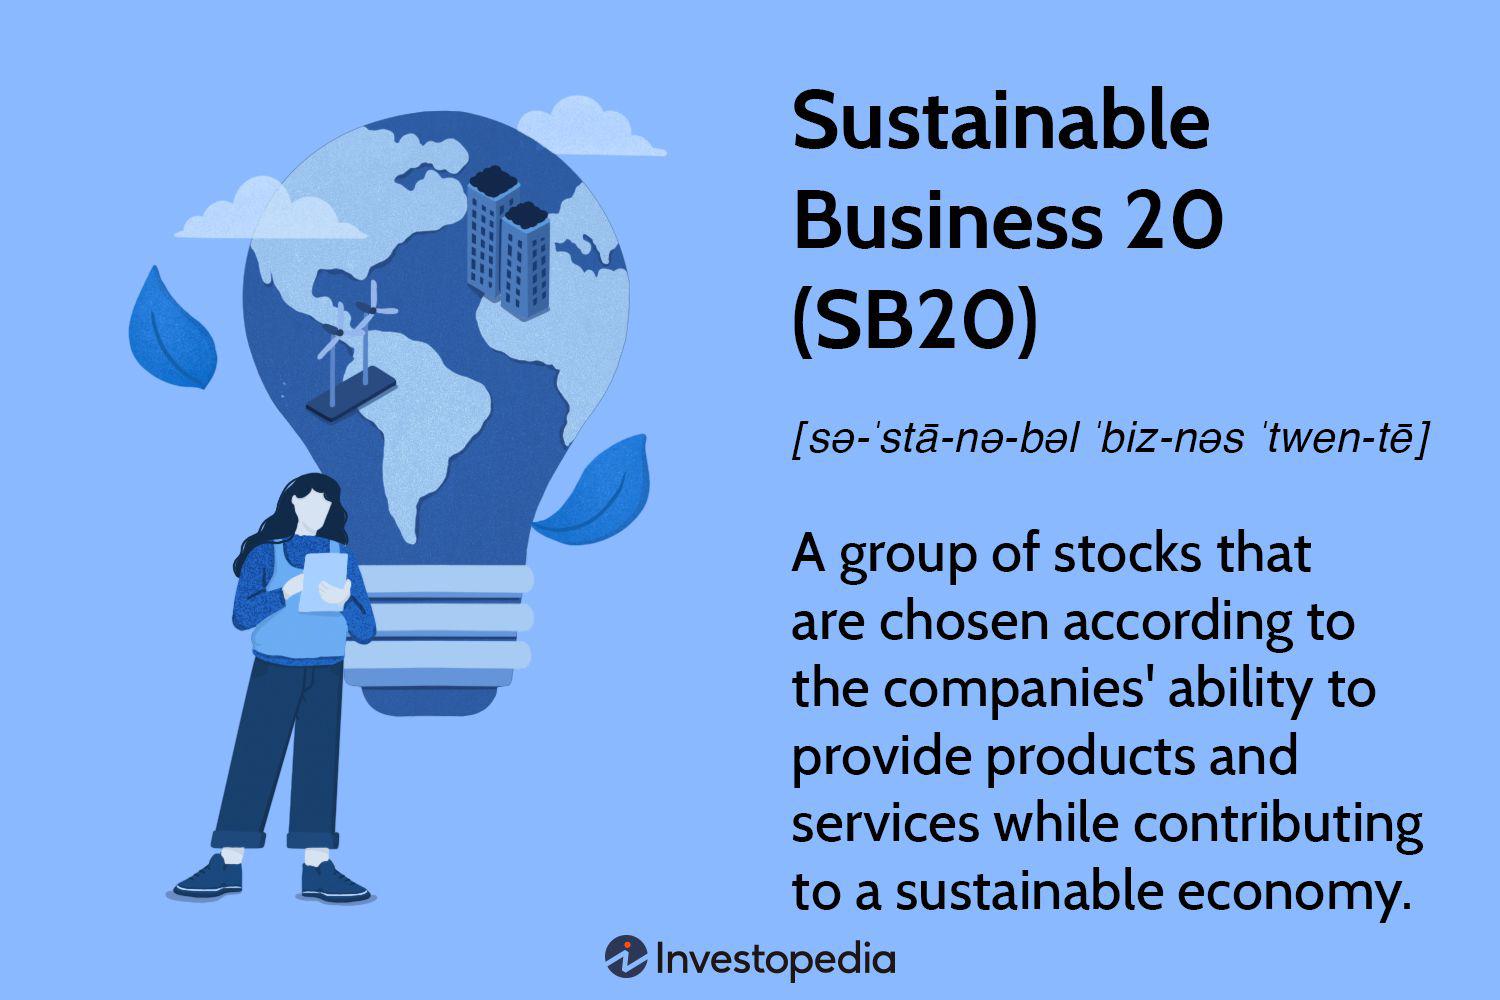 Sustainable
Business 20
(SB20)
[sə-ˈstā-nə-bəl ˈbiz-nəs ˈtwen-tē]
A group of stocks that
are chosen according to
the companies' ability to
provide products and
services while contributing
to a sustainable economy.
Investopedia